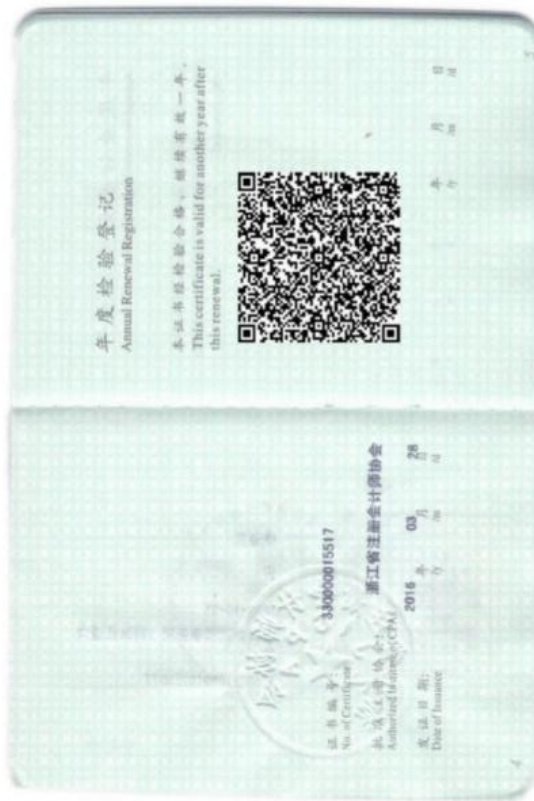 证书编号:
330000015517
No. of Certificate
批准注册协会:
浙江省注册会计师协会
Authorized Institute of CPAs
发证日期:
2016 年 03 月 28 日
Date of Issuance /y /m /d
4
年度检验登记
Annual Renewal Registration
本证书经检验合格，继续有效一年。
This certificate is valid for another year after
this renewal.
年 月 日
/y /m /d
5